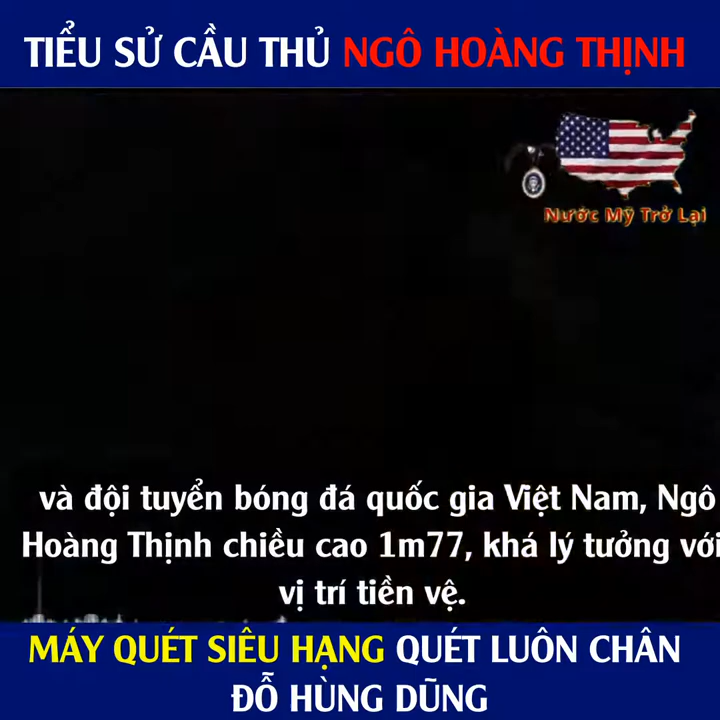 TIỂU SỬ CẦU THỦ NGÔ HOÀNG THỊNH
Nước Mỹ Trở Lại
và đội tuyển bóng đá quốc gia Việt Nam, Ngô
Hoàng Thịnh chiều cao 1m77, khá lý tưởng với
vị trí tiền vệ.
MÁY QUÉT SIÊU HẠNG QUÉT LUÔN CHÂN
ĐỖ HÙNG DŨNG